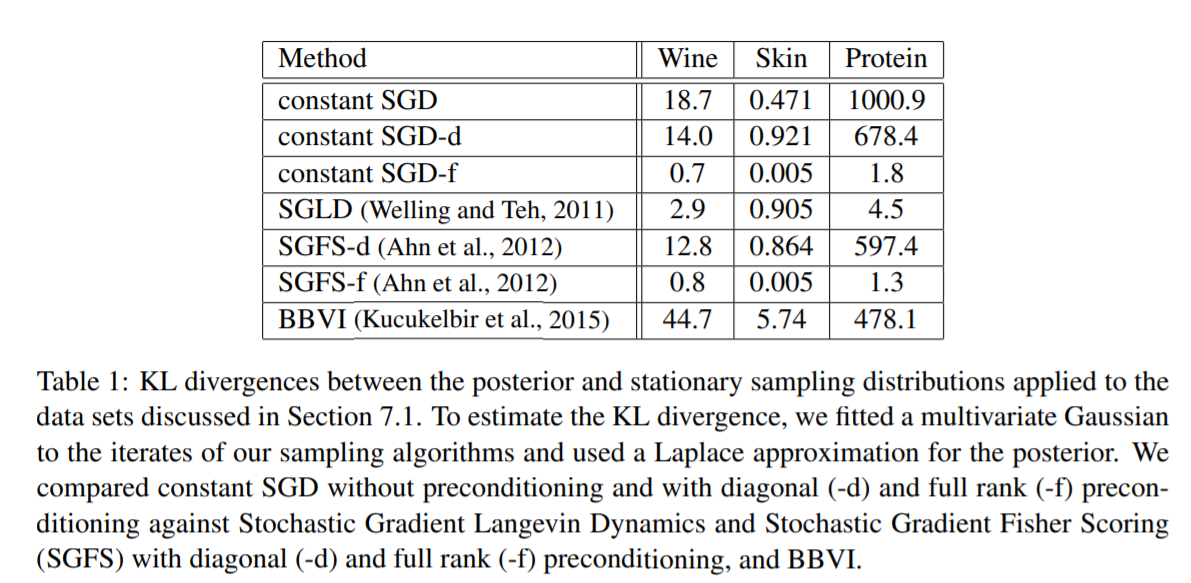 Method Wine Skin Protein
constant SGD 18.7 0.471 1000.9
constant SGD-d 14.0 0.921 678.4
constant SGD-f 0.7 0.005 1.8
SGLD (Welling and Teh, 2011) 2.9 0.905 4.5
SGFS-d (Ahn et al., 2012) 12.8 0.864 597.4
SGFS-f (Ahn et al., 2012) 0.8 0.005 1.3
BBVI (Kucukelbir et al., 2015) 44.7 5.74 478.1
Table 1: KL divergences between the posterior and stationary sampling distributions applied to the
data sets discussed in Section 7.1. To estimate the KL divergence, we fitted a multivariate Gaussian
to the iterates of our sampling algorithms and used a Laplace approximation for the posterior. We
compared constant SGD without preconditioning and with diagonal (-d) and full rank (-f) precon-
ditioning against Stochastic Gradient Langevin Dynamics and Stochastic Gradient Fisher Scoring
(SGFS) with diagonal (-d) and full rank (-f) preconditioning, and BBVI.